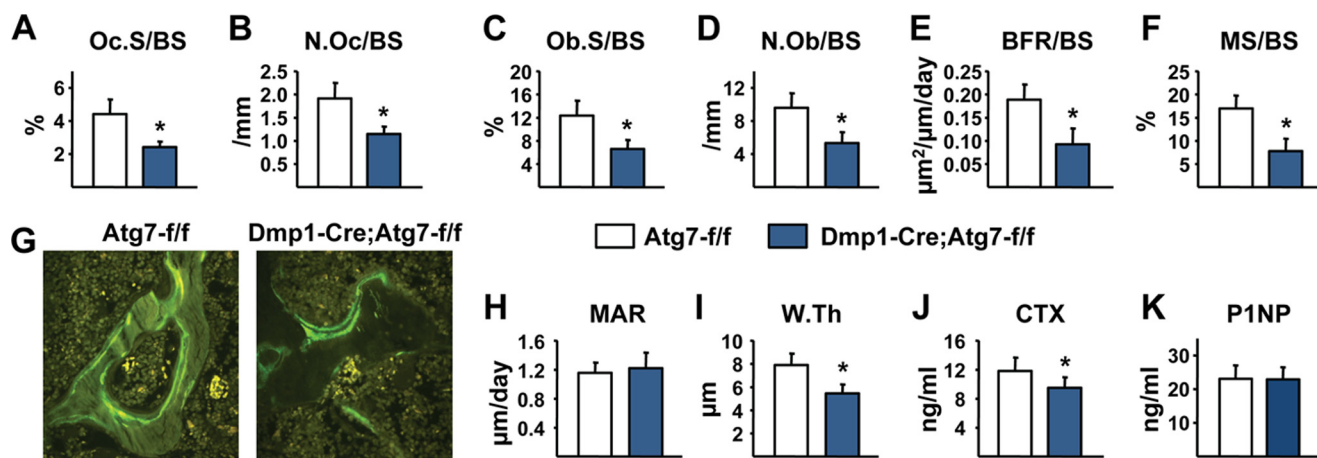 A Oc.S/BS
%
6
4
2
*
B N.Oc/BS
/mm
2.5
2.0
1.5
1.0
0.5
*
C Ob.S/BS
%
20
16
12
8
4
*
D N.Ob/BS
/mm
12
8
4
*
E BFR/BS
µm²/µm/day
0.25
0.20
0.15
0.10
0.05
*
F MS/BS
%
25
20
15
10
5
*
G Atg7-f/f Dmp1-Cre;Atg7-f/f
Atg7-f/f Dmp1-Cre;Atg7-f/f
H MAR
µm/day
1.6
1.2
0.8
0.4
I W.Th
µm
10
8
6
4
2
*
J CTX
ng/ml
16
12
8
4
*
K P1NP
ng/ml
30
20
10